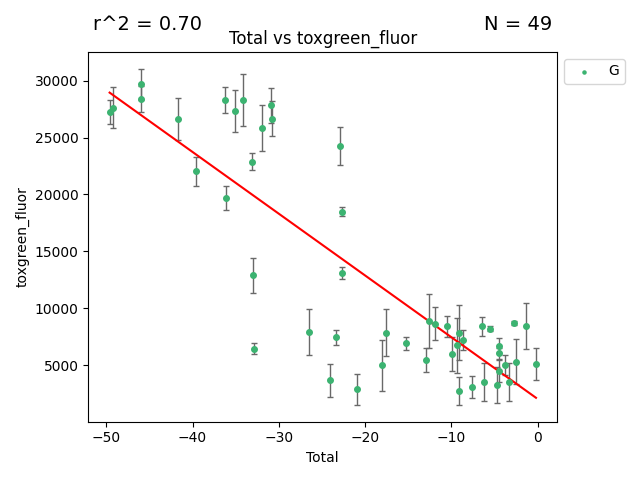 r^2 = 0.70
N = 49
Total vs toxgreen_fluor
G
30000
25000
20000
15000
10000
5000
toxgreen_fluor
−50
−40
−30
−20
−10
0
Total